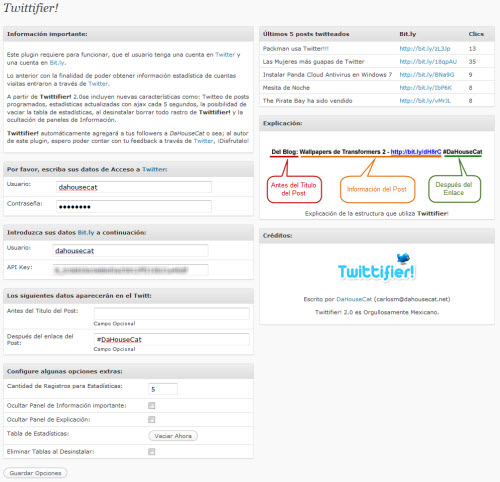 Twittifier!
Información importante:
Este plugin requiere para funcionar, que el usuario tenga una cuenta en Twitter y
una cuenta en Bit.ly.
Lo anterior con la finalidad de poder obtener información estadística de cuantas
visitas entraron a través de Twitter.
A partir de Twittifier! 2.0se incluyen nuevas características como: Twitteo de posts
programados, estadísticas actualizadas con ajax cada 5 segundos, la posibilidad de
vaciar la tabla de estadísticas, al desinstalar borrar todo rastro de Twittifier! y la
ocultación de paneles de Información.
Twittifier! automáticamente agregará a tus followers a DaHouseCat o sea; al autor
de este plugin, espero poder contar con tu feedback a través de Twitter, ¡Disfrutalo!
Por favor, escriba sus datos de Acceso a Twitter:
Usuario:
dahousecat
Contraseña:
••••••••
Introduzca sus datos Bit.ly a continuación:
Usuario:
dahousecat
API Key:
Los siguientes datos aparecerán en el Twitt:
Antes del Titulo del Post:
Campo Opcional
Después del enlace del
Post:
#DaHouseCat
Campo Opcional
Configure algunas opciones extras:
Cantidad de Registros para Estadísticas:
5
Ocultar Panel de Información importante:
Ocultar Panel de Explicación:
Tabla de Estadísticas:
Vaciar Ahora
Eliminar Tablas al Desinstalar:
Guardar Opciones
Últimos 5 posts twitteados Bit.ly Clics
Packman usa Twitter!!! http://bit.ly/1L3Jp 13
Las Mujeres más guapas de Twitter http://bit.ly/18qpAU 35
Instalar Panda Cloud Antivirus en Windows 7 http://bit.ly/BNa9G 9
Mesita de Noche http://bit.ly/IbP6K 8
The Pirate Bay ha sido vendido http://bit.ly/vMrJL 8
Explicación:
Del Blog: Wallpapers de Transformers 2 - http://bit.ly/dH8rC #DaHouseCat
Antes del Titulo
del Post
Información del Post
Después del
Enlace
Explicación de la estructura que utiliza Twittifier!
Créditos:
Twittifier!
Escrito por DaHouseCat (carlosm@dahousecat.net)
Twittifier! 2.0 es Orgullosamente Mexicano.